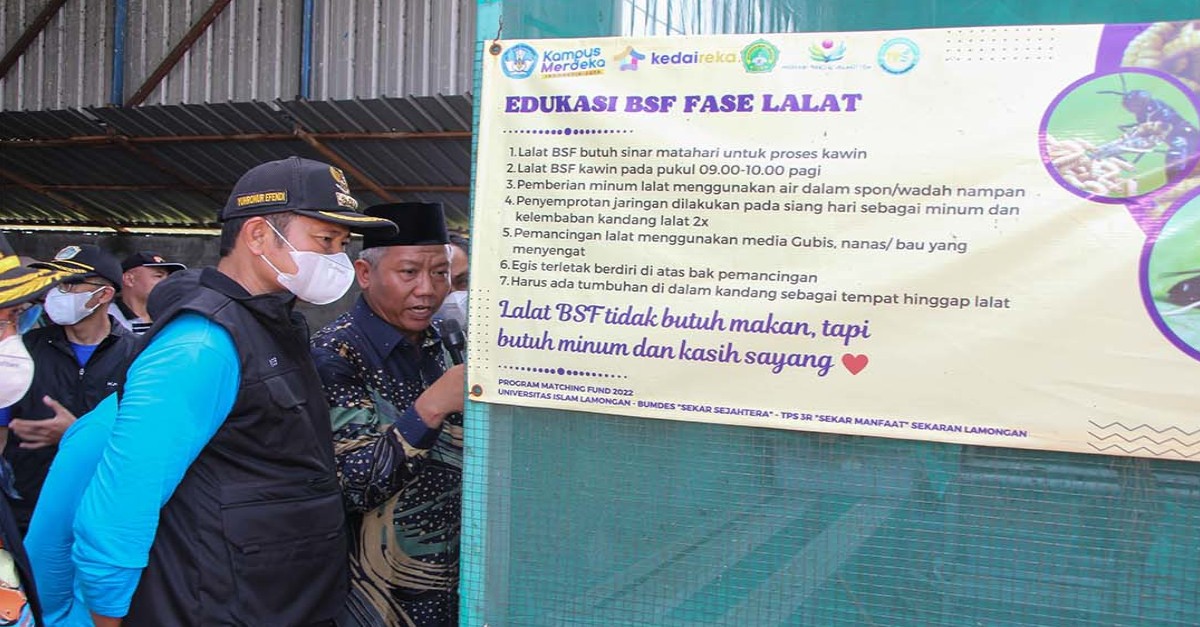 Kampus
Merdeka
INDONESIA JAYA
kedaireka.
TPS
EDUKASI BSF FASE LALAT
1. Lalat BSF butuh sinar matahari untuk proses kawin
2. Lalat BSF kawin pada pukul 09.00-10.00 pagi
3. Pemberian minum lalat menggunakan air dalam spon/wadah nampan
4. Penyemprotan jaringan dilakukan pada siang hari sebagai minum dan
kelembaban kandang lalat 2x
5. Pemancingan lalat menggunakan media Gubis, nanas/ bau yang
menyengat
6. Egis terletak berdiri di atas bak pemancingan
7. Harus ada tumbuhan di dalam kandang sebagai tempat hinggap lalat
Lalat BSF tidak butuh makan, tapi
butuh minum dan kasih sayang
PROGRAM MATCHING FUND 2022
UNIVERSITAS ISLAM LAMONGAN - BUMDES "SEKAR SEJAHTERA" - TPS 3R "SEKAR MANFAAT" SEKARAN LAMONGAN
YUHRONUR EFENDI